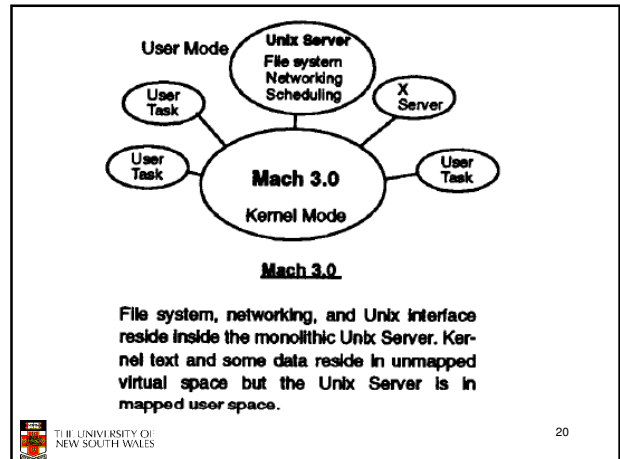 User Mode
Unix Server
File system
Networking
Scheduling
User
Task
X
Server
User
Task
Mach 3.0
Kernel Mode
User
Task
Mach 3.0
File system, networking, and Unix interface
reside inside the monolithic Unix Server. Ker-
nel text and some data reside in unmapped
virtual space but the Unix Server is in
mapped user space.
THE UNIVERSITY OF
NEW SOUTH WALES
20